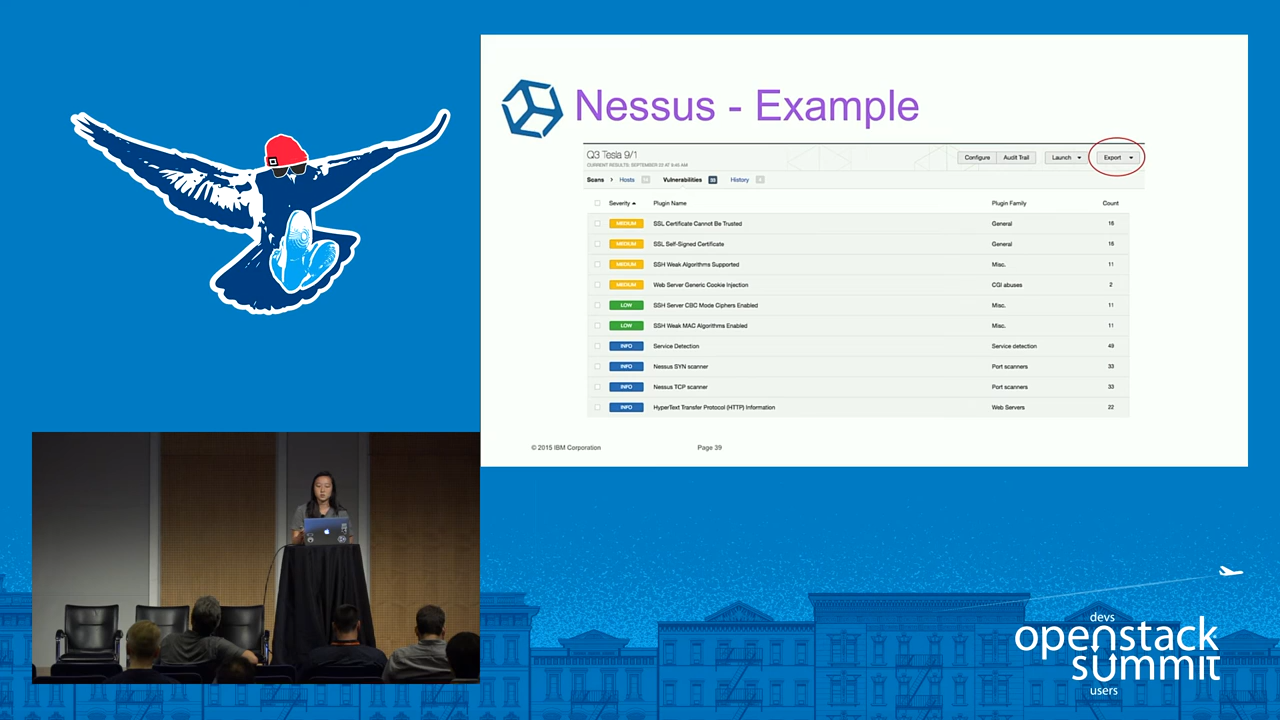 Nessus - Example
Q3 Tesla 9/1
CURRENT RESULTS: SEPTEMBER 22 AT 9:40 AM
Configure Audit Trail Launch Export
Scans Hosts Vulnerabilities History
Severity Plugin Name Plugin Family Count
MEDIUM SSL Certificate Cannot Be Trusted General 16
MEDIUM SSL Self-Signed Certificate General 16
MEDIUM SSH Weak Algorithms Supported Misc. 11
MEDIUM Web Server Generic Cookie Injection CGI abuses 2
LOW SSH Server CBC Mode Ciphers Enabled Misc. 11
LOW SSH Weak MAC Algorithms Enabled Misc. 11
INFO Service Detection Service detection 49
INFO Nessus SYN scanner Port scanners 33
INFO Nessus TCP scanner Port scanners 33
INFO HyperText Transfer Protocol (HTTP) Information Web Servers 22
© 2015 IBM Corporation Page 39
devs
openstack
summit
users